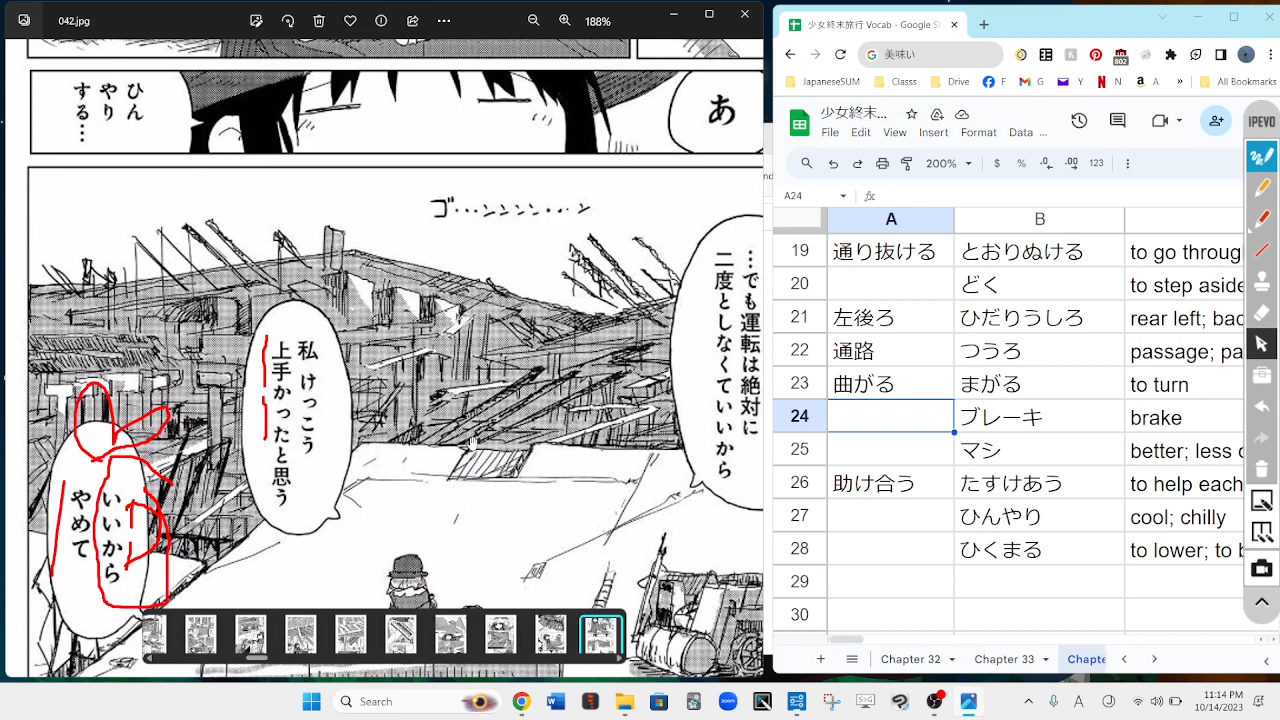 042.jpg
188%
あ
ひん
やり
する…
ゴ・・・ンンンン・・・ン
…でも運転は絶対に
二度としなくていいから
私 けっこう
上手かったと思う
いいから
やめて
少女終末旅行 Vocab - Google S
美味い
802
JapaneseSUM
Class
Drive
F
G
Y
N
A
»
All Bookmarks
少女終末...
File Edit View Insert Format Data ...
IPEVO
200% $ % .0 .00 123
A24 fx
A B
19 通り抜ける とおりぬける to go throug
20 どく to step aside
21 左後ろ ひだりうしろ rear left; bac
22 通路 つうろ passage; pa
23 曲がる まがる to turn
24 ブレーキ brake
25 マシ better; less
26 助け合う たすけあう to help each
27 ひんやり cool; chilly
28 ひくまる to lower; to b
29
30
Chapter 32 Chapter 33 Chapte
Search
11:14 PM
10/14/2023